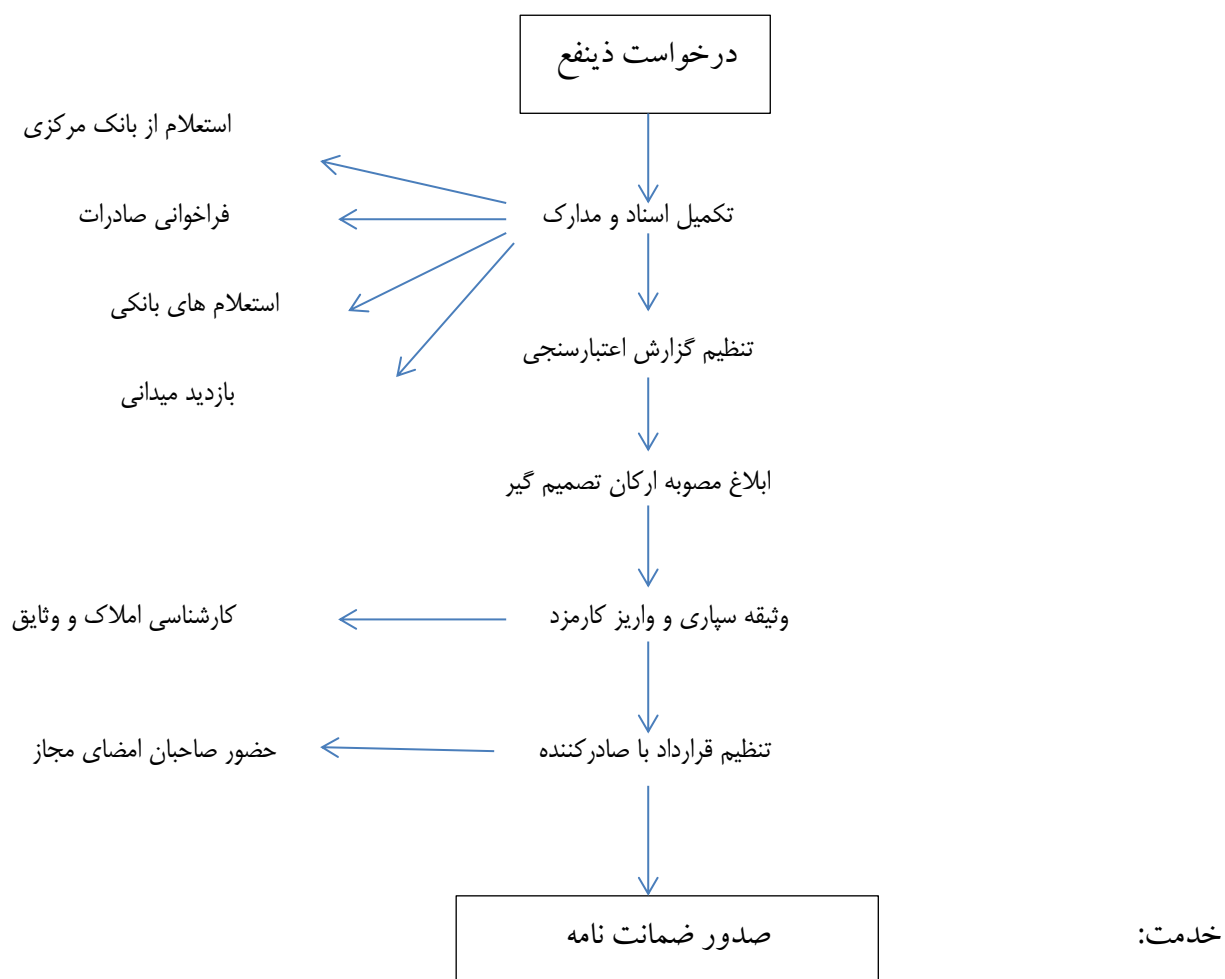 درخواست ذینفع
استعلام از بانک مرکزی
تکمیل اسناد و مدارک
فراخوانی صادرات
استعلام های بانکی
تنظیم گزارش اعتبارسنجی
بازدید میدانی
ابلاغ مصوبه ارکان تصمیم گیر
وثیقه سپاری و واریز کارمزد
کارشناسی املاک و وثایق
تنظیم قرارداد با صادرکننده
حضور صاحبان امضای مجاز
خدمت:
صدور ضمانت نامه